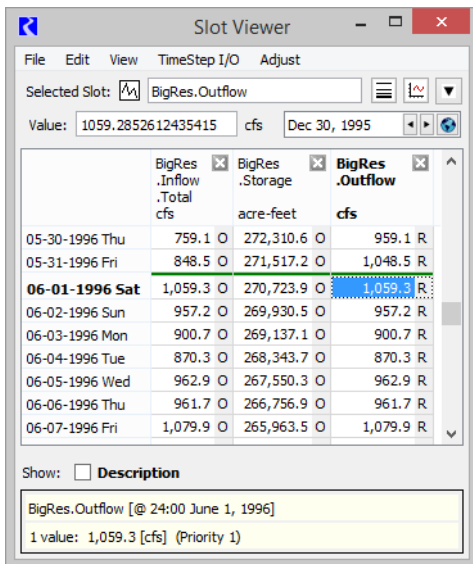 Slot Viewer
File Edit View TimeStep I/O Adjust
Selected Slot: BigRes.Outflow
Value: 1059.2852612435415 cfs Dec 30, 1995
BigRes BigRes BigRes
.Inflow .Storage .Outflow
.Total
cfs acre-feet cfs
05-30-1996 Thu 759.1 O 272,310.6 O 959.1 R
05-31-1996 Fri 848.5 O 271,517.2 O 1,048.5 R
06-01-1996 Sat 1,059.3 O 270,723.9 O 1,059.3 R
06-02-1996 Sun 957.2 O 269,930.5 O 957.2 R
06-03-1996 Mon 900.7 O 269,137.1 O 900.7 R
06-04-1996 Tue 870.3 O 268,343.7 O 870.3 R
06-05-1996 Wed 962.9 O 267,550.3 O 962.9 R
06-06-1996 Thu 961.7 O 266,756.9 O 961.7 R
06-07-1996 Fri 1,079.9 O 265,963.5 O 1,079.9 R
Show: Description
BigRes.Outflow [@ 24:00 June 1, 1996]
1 value: 1,059.3 [cfs] (Priority 1)